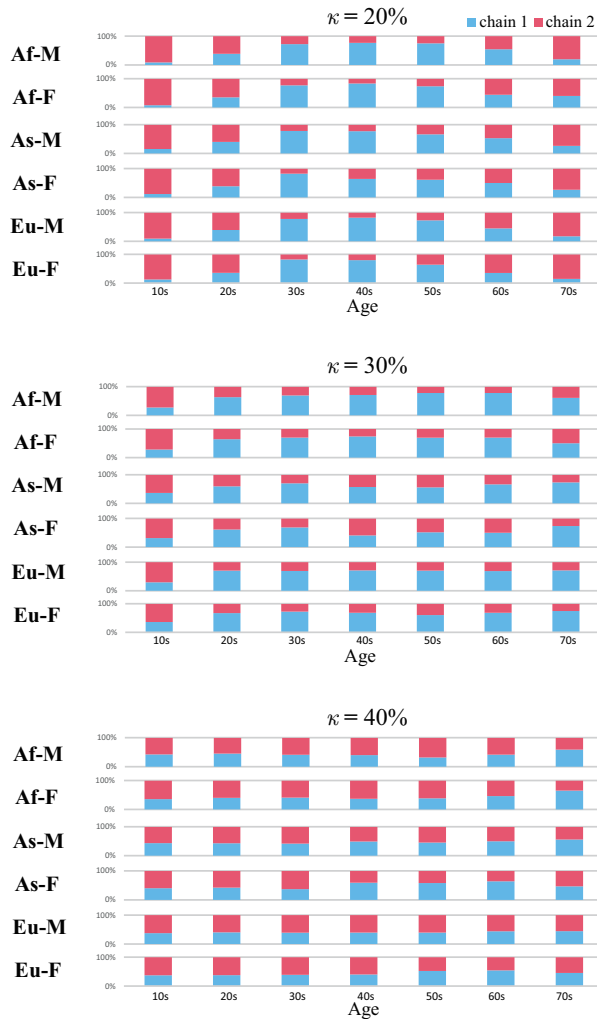 κ = 20%
chain 1 chain 2
Af-M 100% 0%
Af-F 100% 0%
As-M 100% 0%
As-F 100% 0%
Eu-M 100% 0%
Eu-F 100% 0%
10s 20s 30s 40s 50s 60s 70s
Age
κ = 30%
Af-M 100% 0%
Af-F 100% 0%
As-M 100% 0%
As-F 100% 0%
Eu-M 100% 0%
Eu-F 100% 0%
10s 20s 30s 40s 50s 60s 70s
Age
κ = 40%
Af-M 100% 0%
Af-F 100% 0%
As-M 100% 0%
As-F 100% 0%
Eu-M 100% 0%
Eu-F 100% 0%
10s 20s 30s 40s 50s 60s 70s
Age